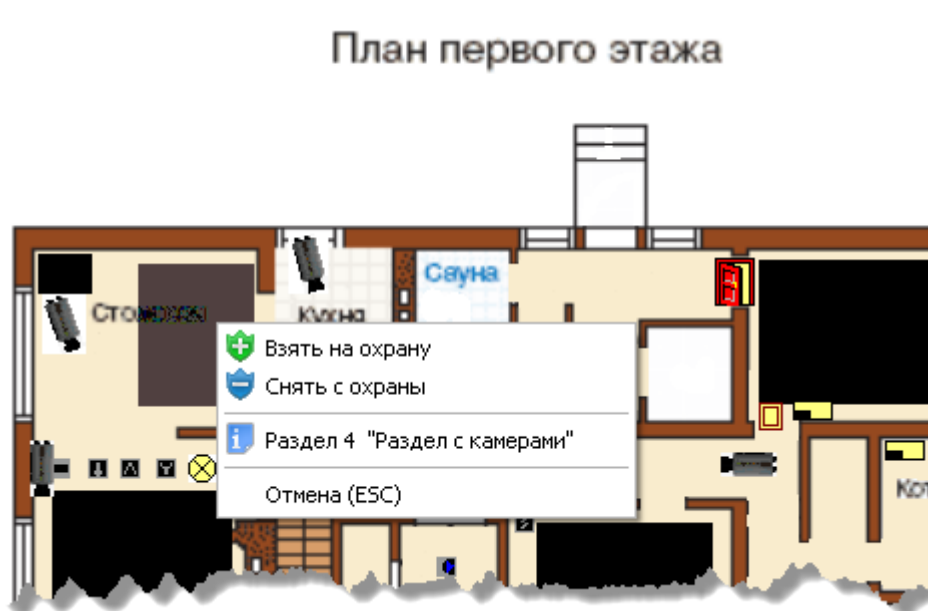 План первого этажа
Сауна
Кухня
Взять на охрану
Снять с охраны
Раздел 4 "Раздел с камерами"
Отмена (ESC)